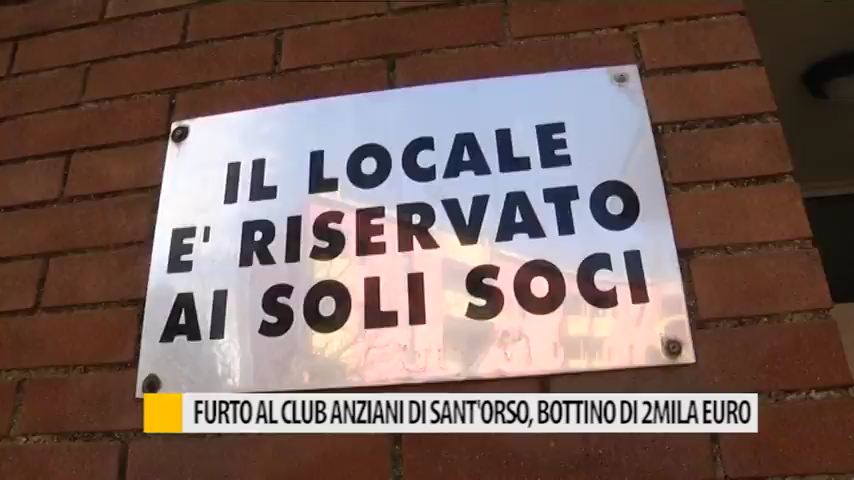 IL LOCALE
E' RISERVATO
AI SOLI SOCI
FURTO AL CLUB ANZIANI DI SANT'ORSO, BOTTINO DI 2MILA EURO